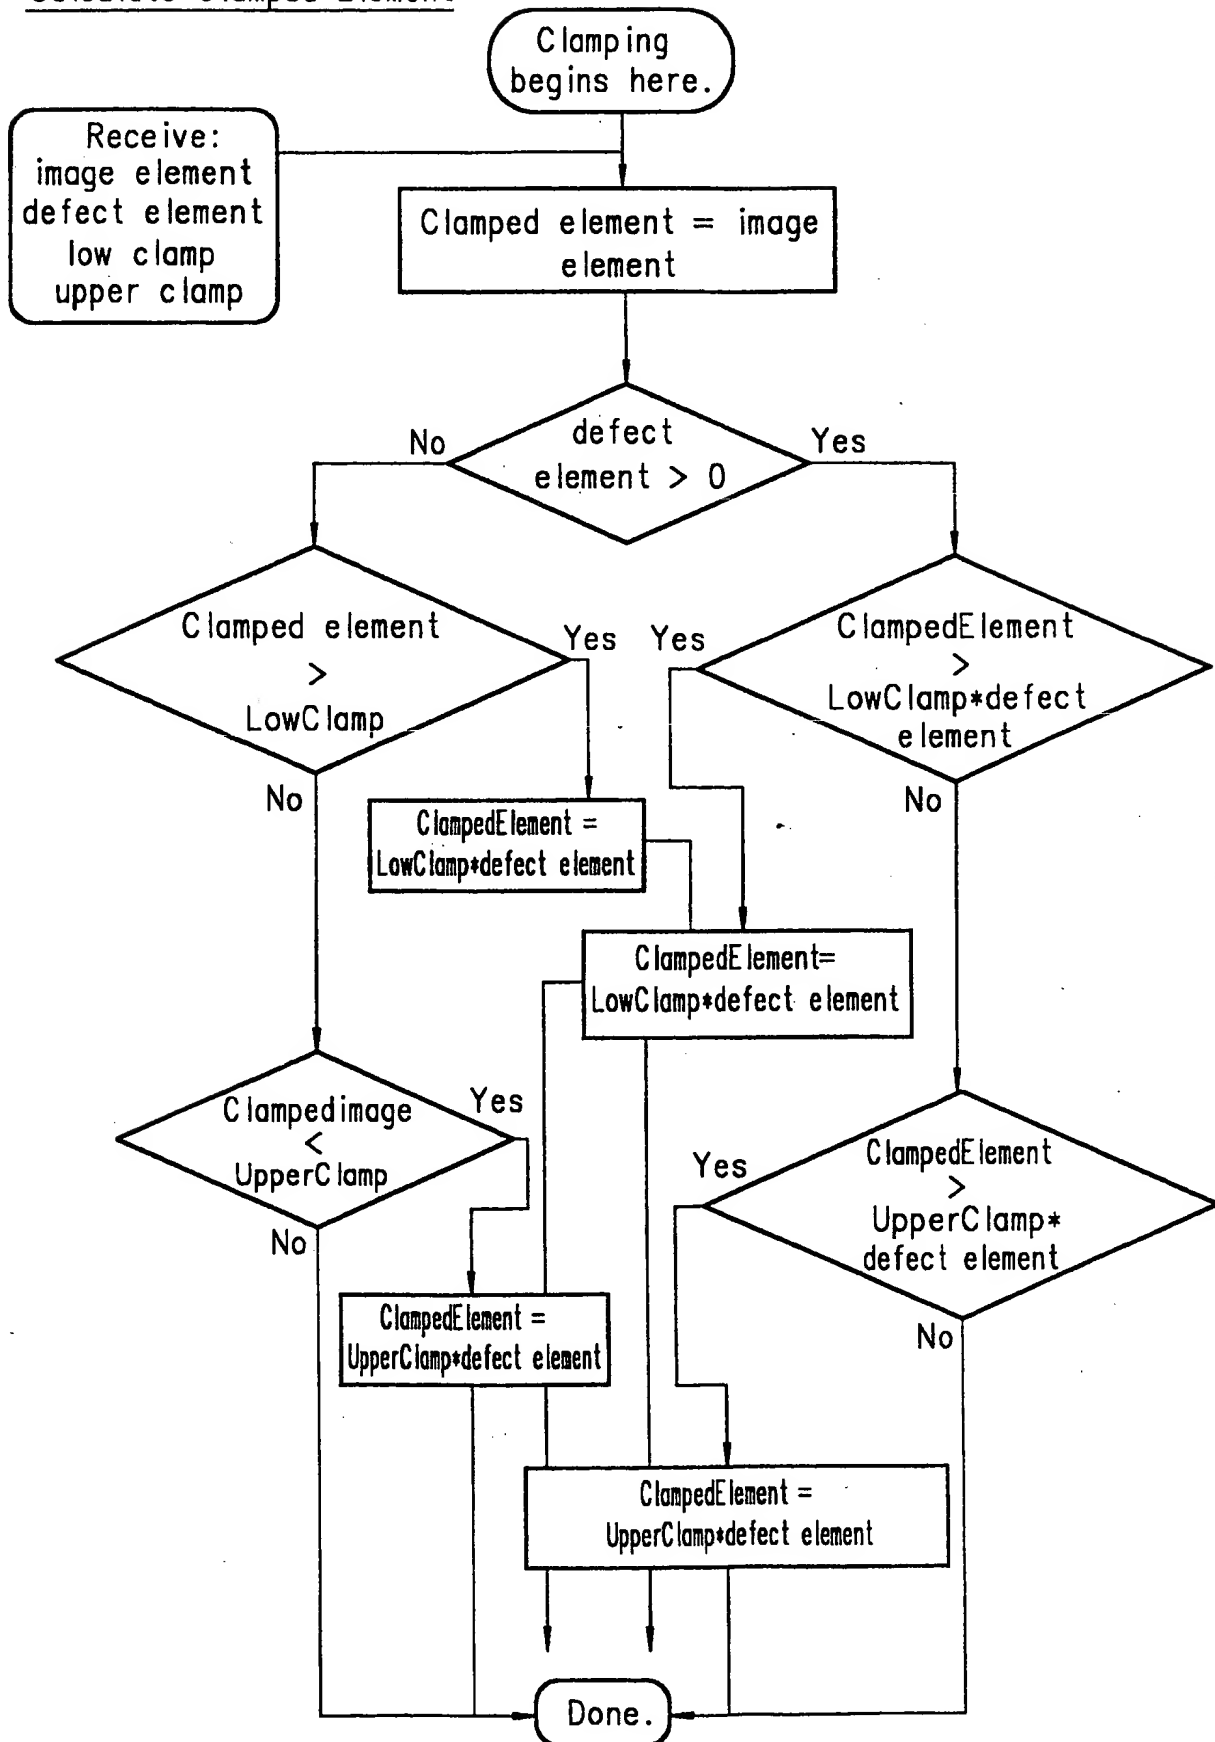 Clamping
begins here.
Receive:
image element
defect element
low clamp
upper clamp
Clamped element = image
element
defect
element > 0
No
Yes
Clamped element
>
LowClamp
Yes
No
ClampedElement
>
LowClamp*defect
element
Yes
No
ClampedElement =
LowClamp*defect element
ClampedElement=
LowClamp*defect element
Clampedimage
<
UpperClamp
Yes
No
ClampedElement
>
UpperClamp*
defect element
Yes
No
ClampedElement =
UpperClamp*defect element
ClampedElement =
UpperClamp*defect element
Done.